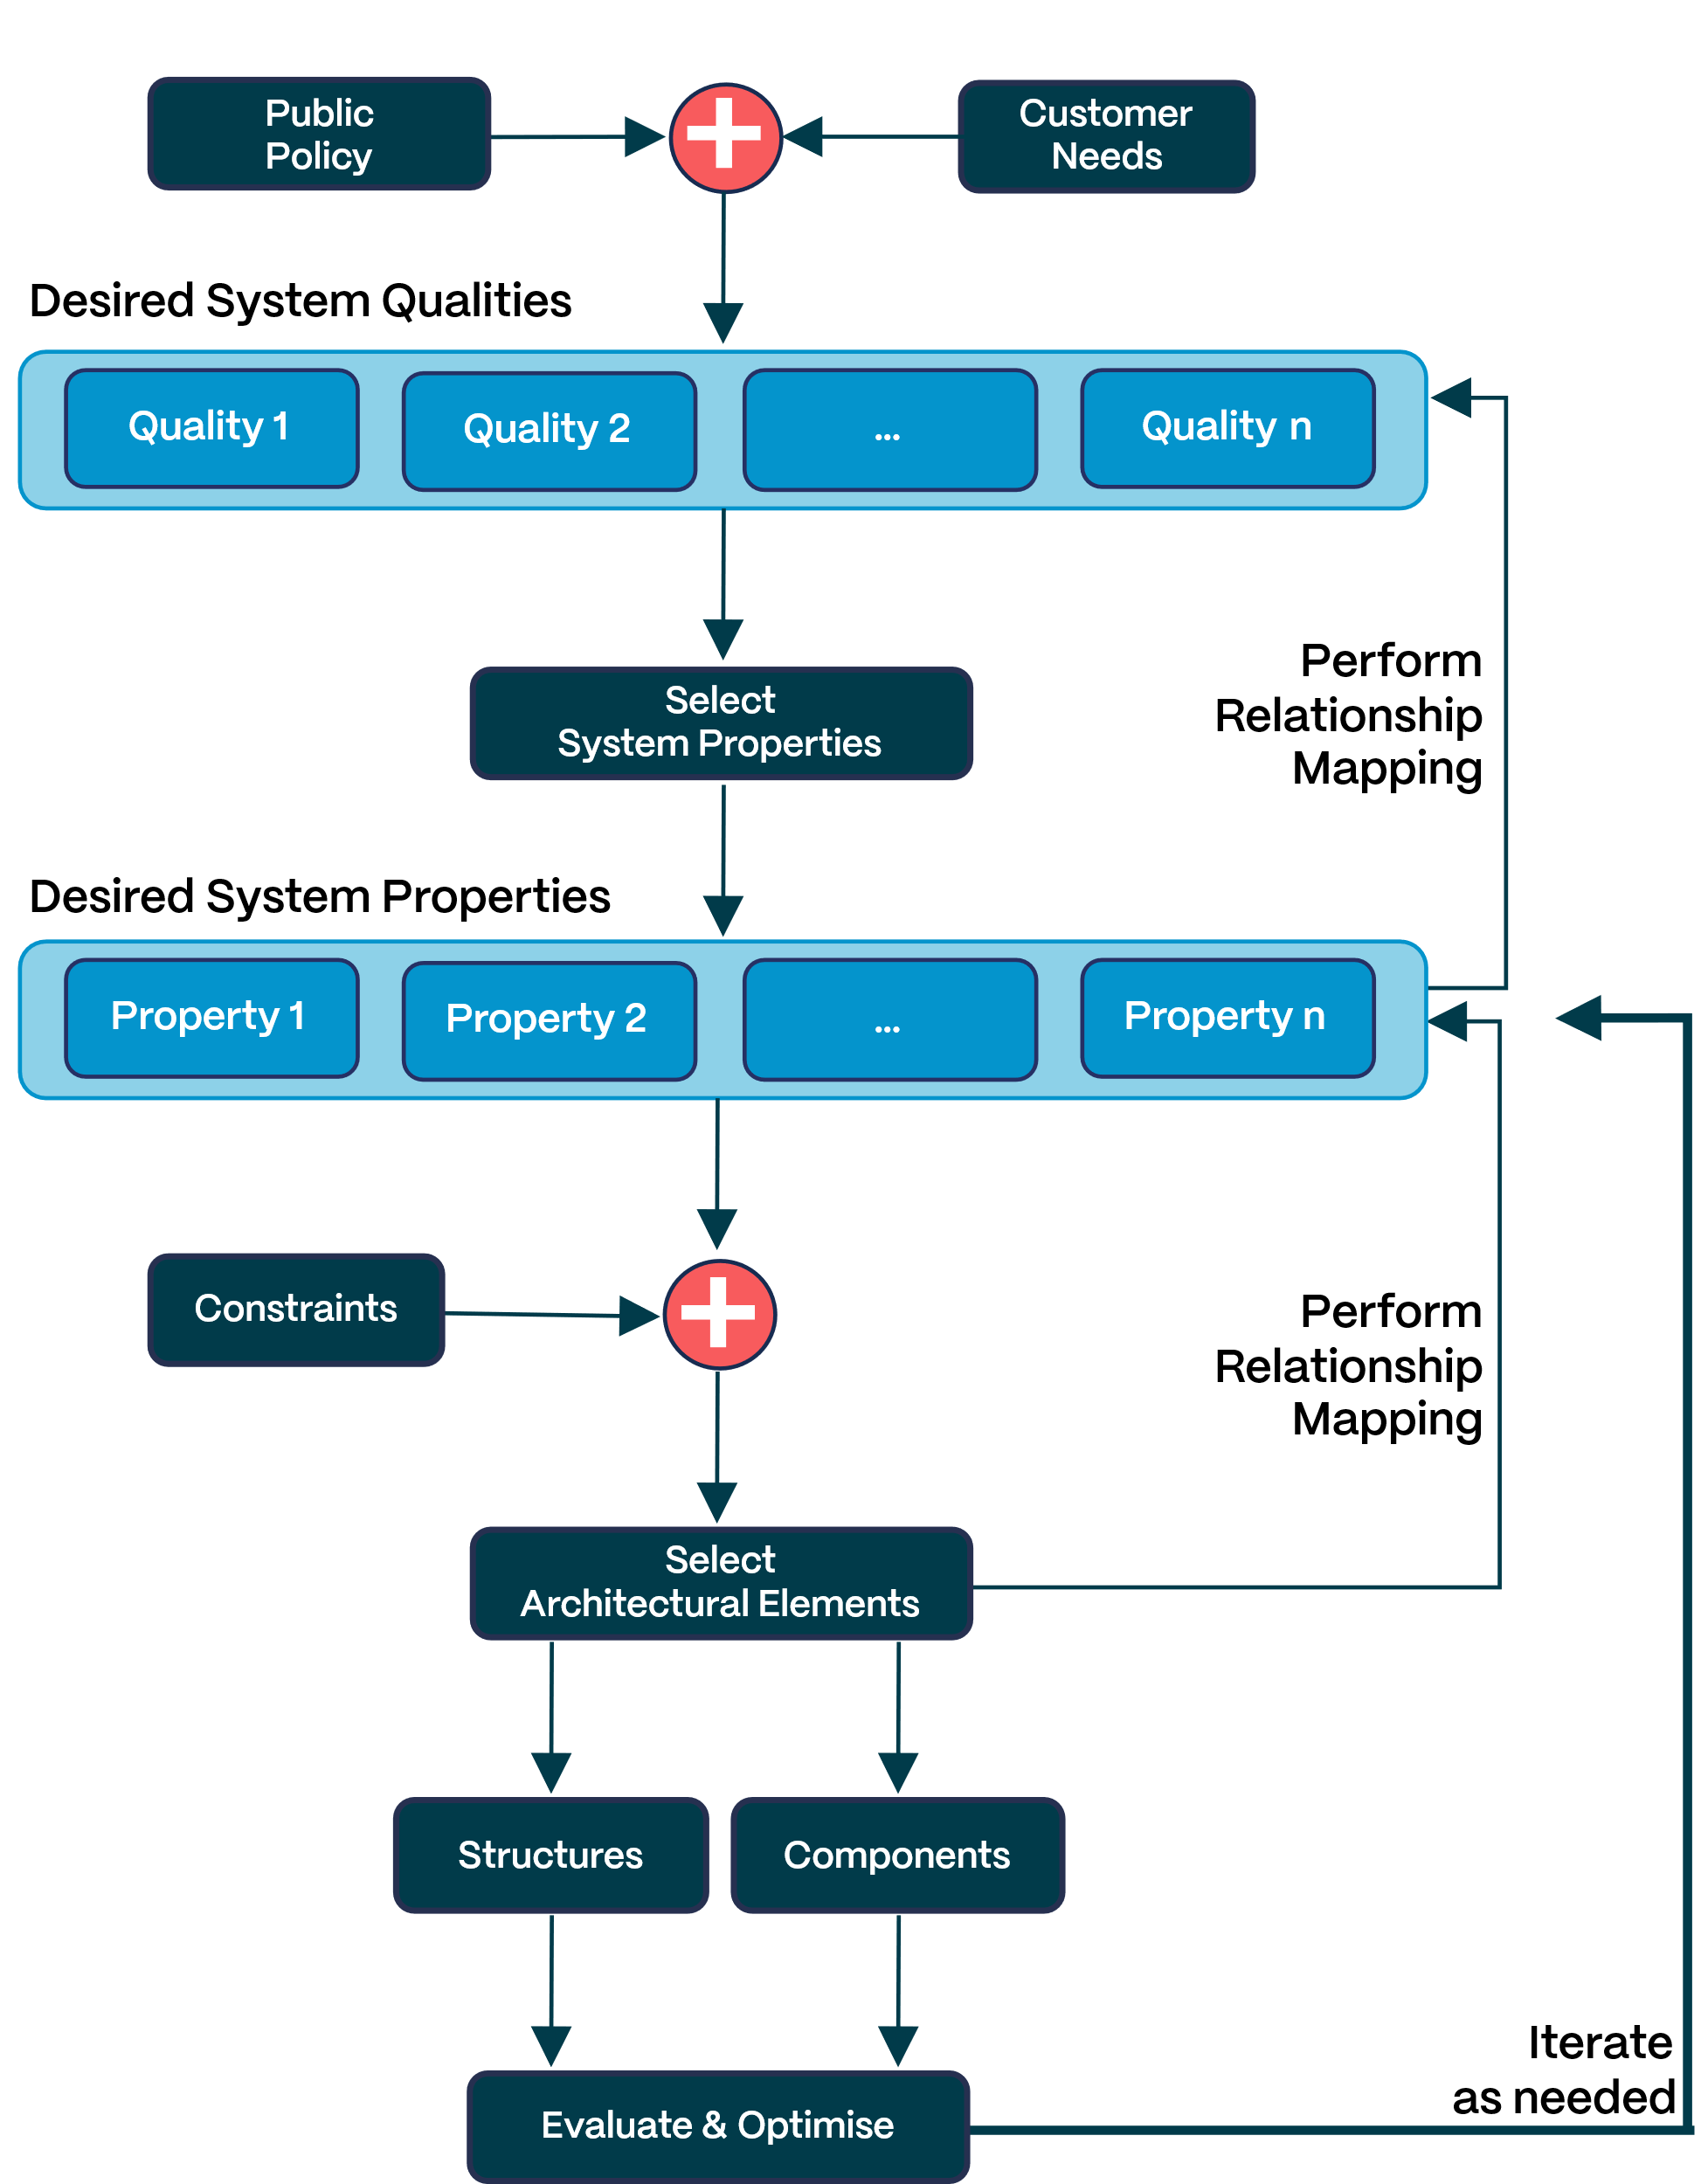 Public
Policy
Customer
Needs
Desired System Qualities
Quality 1
Quality 2
...
Quality n
Select
System Properties
Perform
Relationship
Mapping
Desired System Properties
Property 1
Property 2
...
Property n
Constraints
Perform
Relationship
Mapping
Select
Architectural Elements
Structures
Components
Iterate
as needed
Evaluate & Optimise